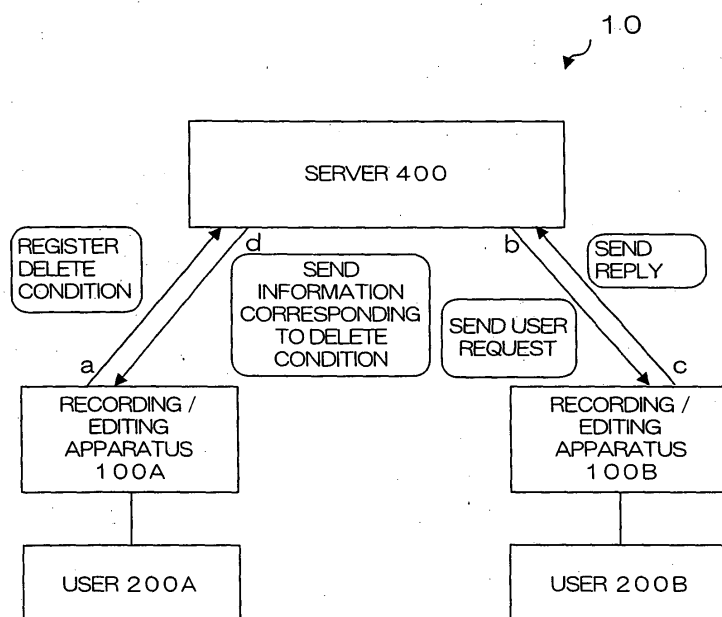 10
SERVER 400
REGISTER
DELETE
CONDITION
d
SEND
INFORMATION
CORRESPONDING
TO DELETE
CONDITION
b
SEND
REPLY
SEND USER
REQUEST
a
c
RECORDING /
EDITING
APPARATUS
100A
RECORDING /
EDITING
APPARATUS
100B
USER 200A
USER 200B